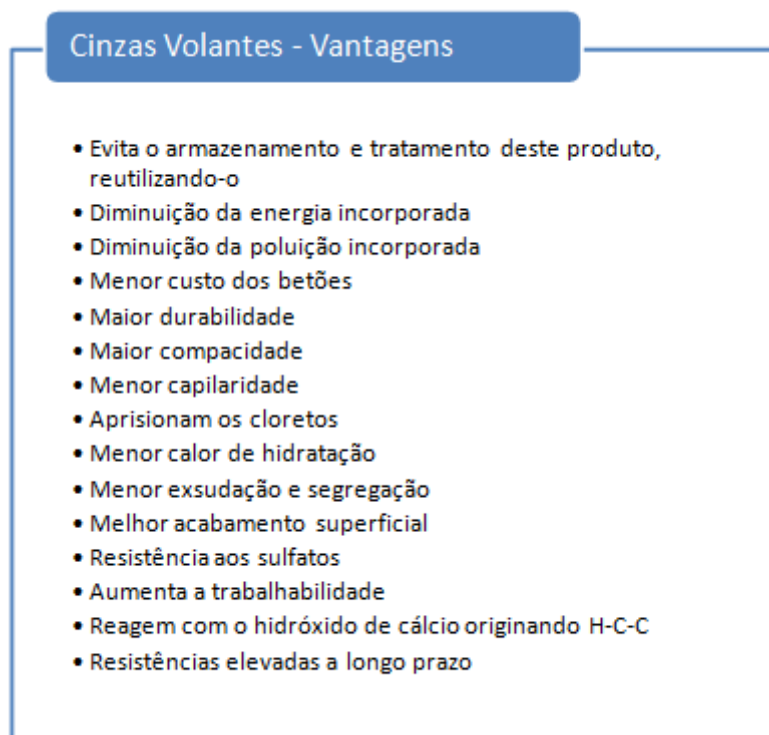 Cinzas Volantes - Vantagens
• Evita o armazenamento e tratamento deste produto,
reutilizando-o
• Diminuição da energia incorporada
• Diminuição da poluição incorporada
• Menor custo dos betões
• Maior durabilidade
• Maior compacidade
• Menor capilaridade
• Aprisionam os cloretos
• Menor calor de hidratação
• Menor exsudação e segregação
• Melhor acabamento superficial
• Resistência aos sulfatos
• Aumenta a trabalhabilidade
• Reagem com o hidróxido de cálcio originando H-C-C
• Resistências elevadas a longo prazo